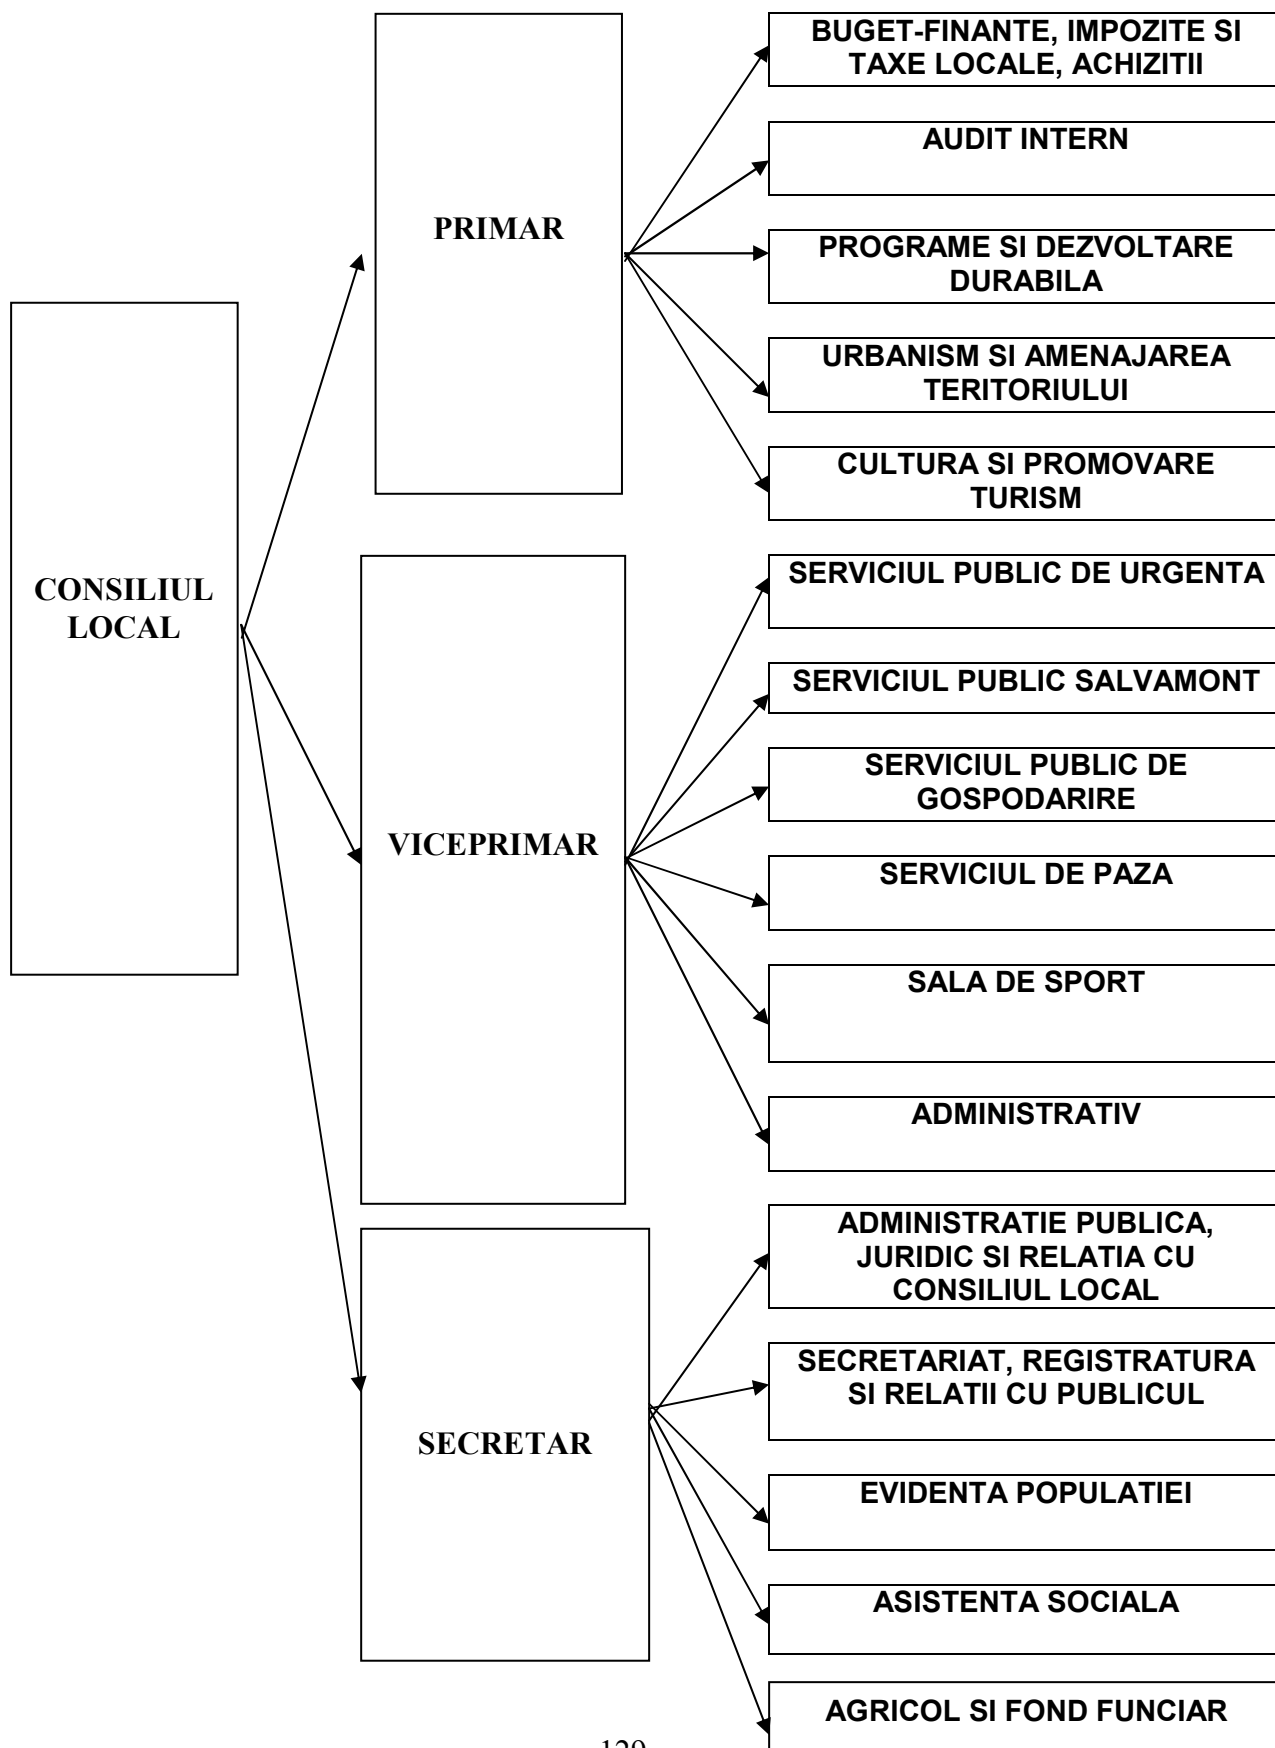 CONSILIUL
LOCAL
PRIMAR
BUGET-FINANTE, IMPOZITE SI
TAXE LOCALE, ACHIZITII
AUDIT INTERN
PROGRAME SI DEZVOLTARE
DURABILA
URBANISM SI AMENAJAREA
TERITORIULUI
CULTURA SI PROMOVARE
TURISM
VICEPRIMAR
SERVICIUL PUBLIC DE URGENTA
SERVICIUL PUBLIC SALVAMONT
SERVICIUL PUBLIC DE
GOSPODARIRE
SERVICIUL DE PAZA
SALA DE SPORT
ADMINISTRATIV
SECRETAR
ADMINISTRATIE PUBLICA,
JURIDIC SI RELATIA CU
CONSILIUL LOCAL
SECRETARIAT, REGISTRATURA
SI RELATII CU PUBLICUL
EVIDENTA POPULATIEI
ASISTENTA SOCIALA
AGRICOL SI FOND FUNCIAR
129